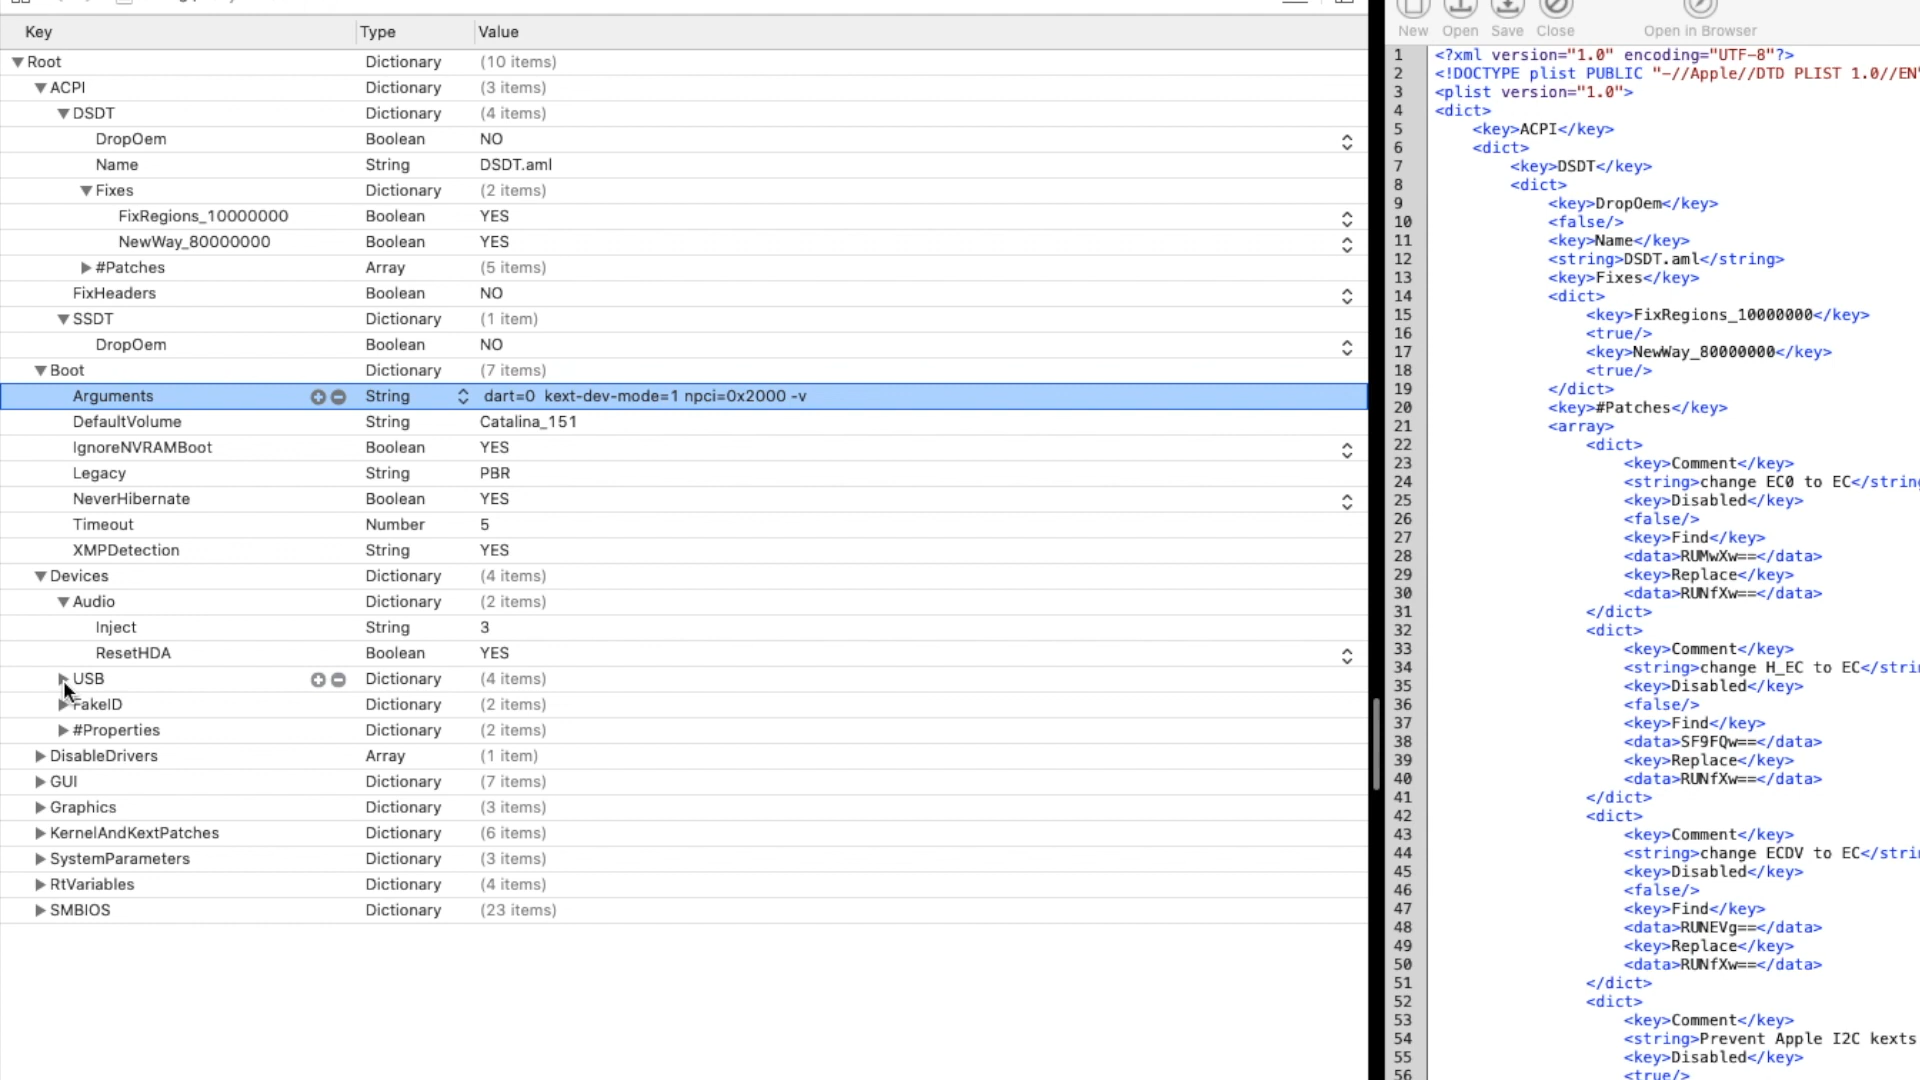 Key Type Value
Root Dictionary (10 items)
ACPI Dictionary (3 items)
DSDT Dictionary (4 items)
DropOem Boolean NO
Name String DSDT.aml
Fixes Dictionary (2 items)
FixRegions_10000000 Boolean YES
NewWay_80000000 Boolean YES
#Patches Array (5 items)
FixHeaders Boolean NO
SSDT Dictionary (1 item)
DropOem Boolean NO
Boot Dictionary (7 items)
Arguments String dart=0  kext-dev-mode=1 npci=0x2000 -v
DefaultVolume String Catalina_151
IgnoreNVRAMBoot Boolean YES
Legacy String PBR
NeverHibernate Boolean YES
Timeout Number 5
XMPDetection String YES
Devices Dictionary (4 items)
Audio Dictionary (2 items)
Inject String 3
ResetHDA Boolean YES
USB Dictionary (4 items)
FakeID Dictionary (2 items)
#Properties Dictionary (2 items)
DisableDrivers Array (1 item)
GUI Dictionary (7 items)
Graphics Dictionary (3 items)
KernelAndKextPatches Dictionary (6 items)
SystemParameters Dictionary (3 items)
RtVariables Dictionary (4 items)
SMBIOS Dictionary (23 items)
New Open Save Close Open in Browser
1 <?xml version="1.0" encoding="UTF-8"?>
2 <!DOCTYPE plist PUBLIC "-//Apple//DTD PLIST 1.0//EN"
3 <plist version="1.0">
4 <dict>
5 <key>ACPI</key>
6 <dict>
7 <key>DSDT</key>
8 <dict>
9 <key>DropOem</key>
10 <false/>
11 <key>Name</key>
12 <string>DSDT.aml</string>
13 <key>Fixes</key>
14 <dict>
15 <key>FixRegions_10000000</key>
16 <true/>
17 <key>NewWay_80000000</key>
18 <true/>
19 </dict>
20 <key>#Patches</key>
21 <array>
22 <dict>
23 <key>Comment</key>
24 <string>change EC0 to EC</string
25 <key>Disabled</key>
26 <false/>
27 <key>Find</key>
28 <data>RUMwXw==</data>
29 <key>Replace</key>
30 <data>RUNfXw==</data>
31 </dict>
32 <dict>
33 <key>Comment</key>
34 <string>change H_EC to EC</stri
35 <key>Disabled</key>
36 <false/>
37 <key>Find</key>
38 <data>SF9FQw==</data>
39 <key>Replace</key>
40 <data>RUNfXw==</data>
41 </dict>
42 <dict>
43 <key>Comment</key>
44 <string>change ECDV to EC</stri
45 <key>Disabled</key>
46 <false/>
47 <key>Find</key>
48 <data>RUNEVg==</data>
49 <key>Replace</key>
50 <data>RUNfXw==</data>
51 </dict>
52 <dict>
53 <key>Comment</key>
54 <string>Prevent Apple I2C kexts
55 <key>Disabled</key>
56 <true/>